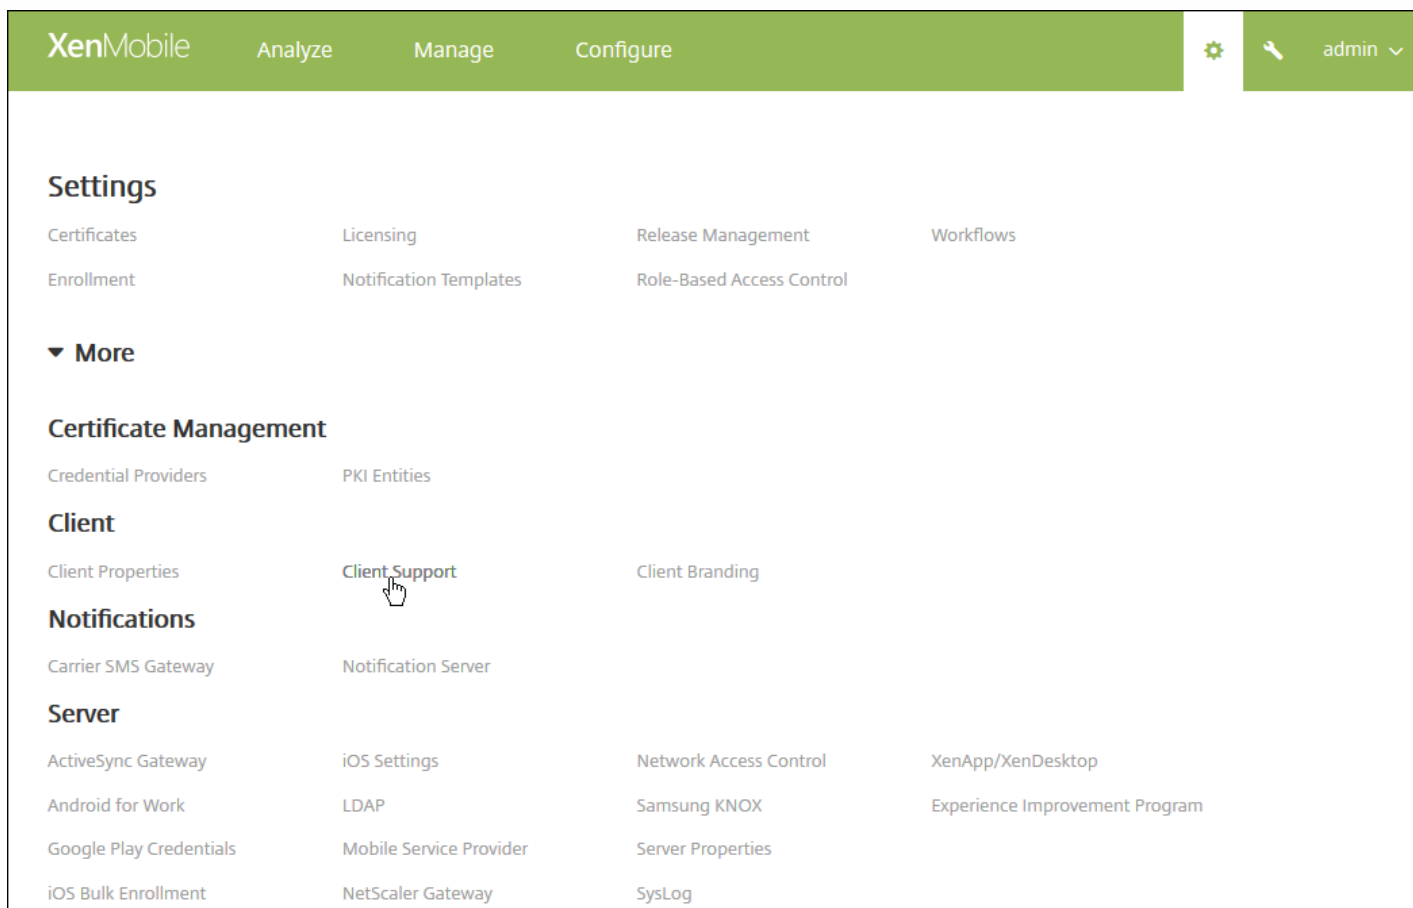 XenMobile Analyze Manage Configure admin
Settings
Certificates Licensing Release Management Workflows
Enrollment Notification Templates Role-Based Access Control
More
Certificate Management
Credential Providers PKI Entities
Client
Client Properties Client Support Client Branding
Notifications
Carrier SMS Gateway Notification Server
Server
ActiveSync Gateway iOS Settings Network Access Control XenApp/XenDesktop
Android for Work LDAP Samsung KNOX Experience Improvement Program
Google Play Credentials Mobile Service Provider Server Properties
iOS Bulk Enrollment NetScaler Gateway SysLog